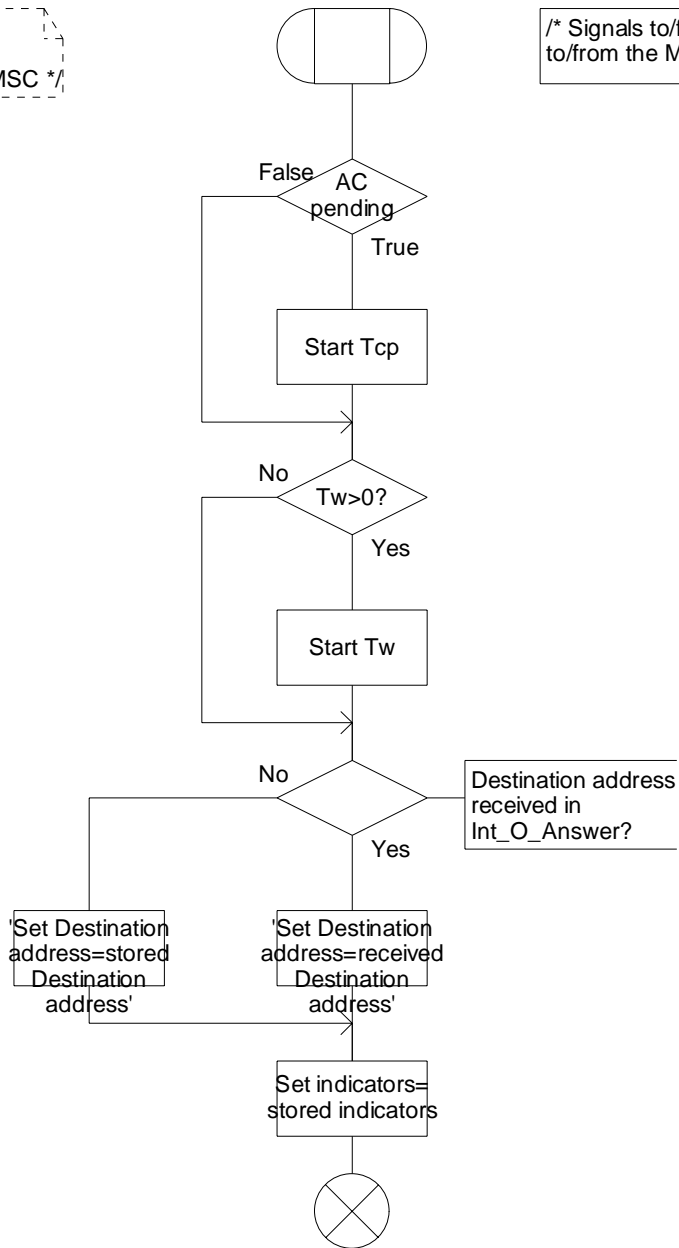 MSC */
/* Signals to/
to/from the M
False
AC
pending
True
Start Tcp
No
Tw>0?
Yes
Start Tw
No
Destination address
received in
Int_O_Answer?
Yes
'Set Destination
address=stored
Destination
address'
'Set Destination
address=received
Destination
address'
Set indicators=
stored indicators